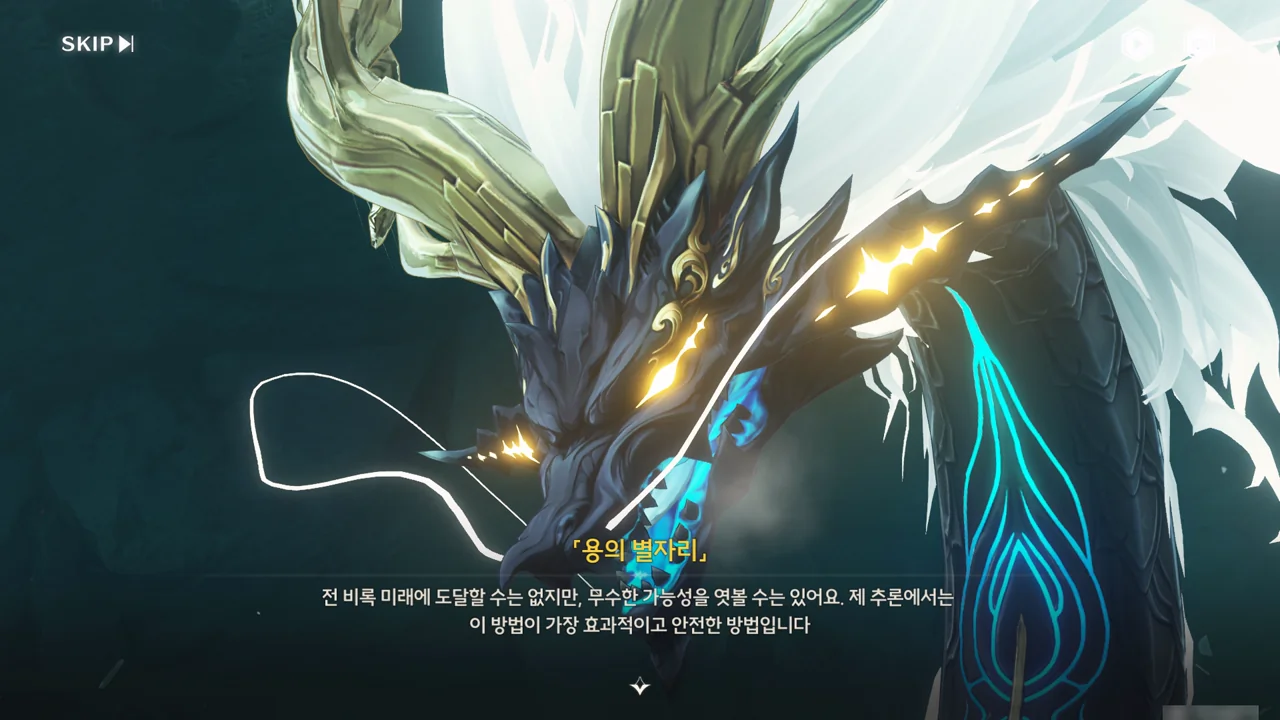 SKIP
「용의 별자리」
전 비록 미래에 도달할 수는 없지만, 무수한 가능성을 엿볼 수는 있어요. 제 추론에서는
이 방법이 가장 효과적이고 안전한 방법입니다